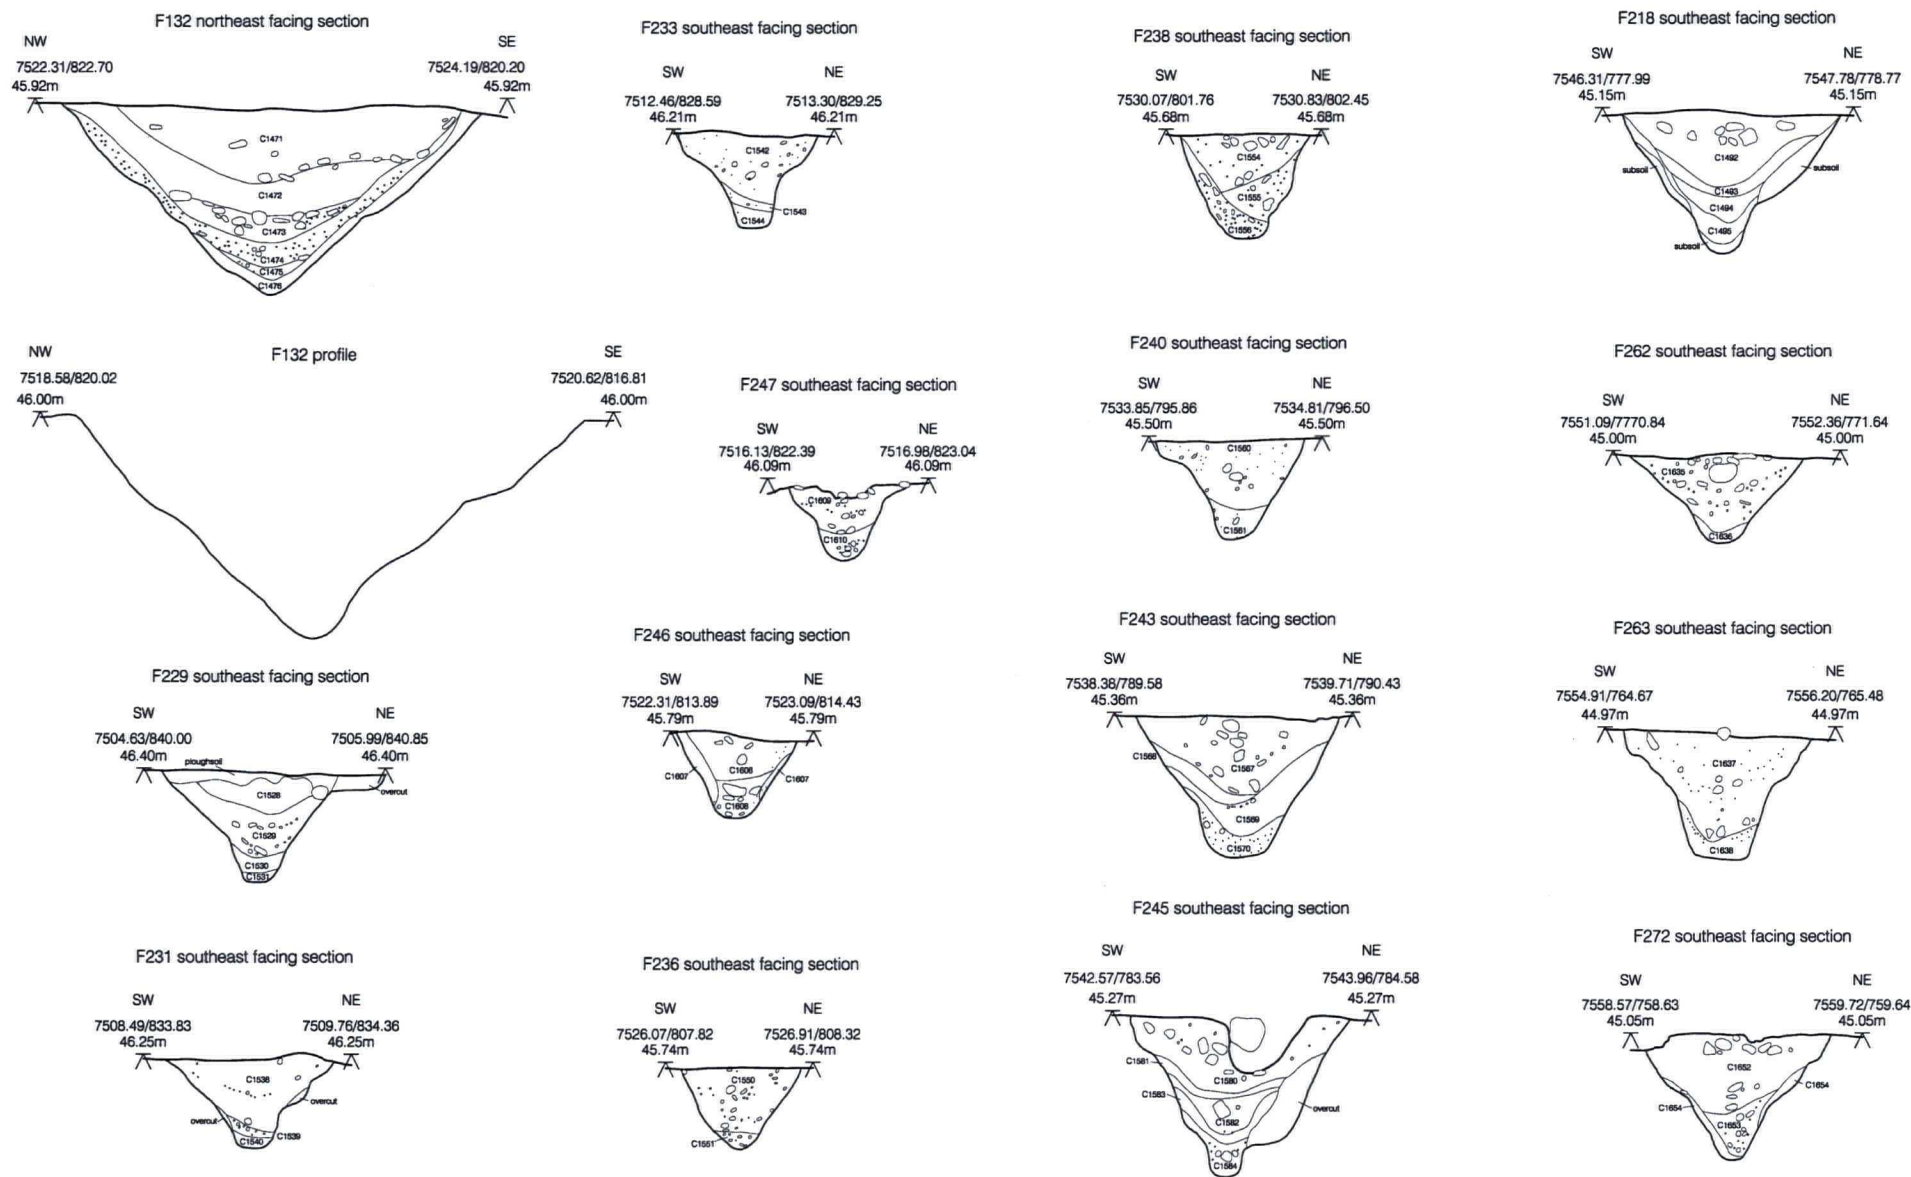 F132 northeast facing section
NW
SE
7522.31/822.70
7524.19/820.20
45.92m
45.92m
C1471
C1472
C1473
C1474
C1475
C1476
F132 profile
NW
SE
7518.58/820.02
7520.62/816.81
46.00m
46.00m
F229 southeast facing section
SW
NE
7504.63/840.00
7505.99/840.85
46.40m
46.40m
ploughsoil
overcut
C1528
C1529
C1530
C1531
F231 southeast facing section
SW
NE
7508.49/833.83
7509.76/834.36
46.25m
46.25m
C1538
overcut
overcut
C1539
C1540
F233 southeast facing section
SW
NE
7512.46/828.59
7513.30/829.25
46.21m
46.21m
C1542
C1543
C1544
F247 southeast facing section
SW
NE
7516.13/822.39
7516.98/823.04
46.09m
46.09m
C1609
C1610
F246 southeast facing section
SW
NE
7522.31/813.89
7523.09/814.43
45.79m
45.79m
C1606
C1607
C1607
C1608
F236 southeast facing section
SW
NE
7526.07/807.82
7526.91/808.32
45.74m
45.74m
C1550
C1551
F238 southeast facing section
SW
NE
7530.07/801.76
7530.83/802.45
45.68m
45.68m
C1554
C1555
C1556
F240 southeast facing section
SW
NE
7533.85/795.86
7534.81/796.50
45.50m
45.50m
C1560
C1561
F243 southeast facing section
SW
NE
7538.38/789.58
7539.71/790.43
45.36m
45.36m
C1568
C1567
C1569
C1570
F245 southeast facing section
SW
NE
7542.57/783.56
7543.96/784.58
45.27m
45.27m
C1581
C1580
C1583
C1582
overcut
C1584
F218 southeast facing section
SW
NE
7546.31/777.99
7547.78/778.77
45.15m
45.15m
C1492
subsoil
subsoil
C1493
C1494
C1495
subsoil
F262 southeast facing section
SW
NE
7551.09/7770.84
7552.36/771.64
45.00m
45.00m
C1635
C1636
F263 southeast facing section
SW
NE
7554.91/764.67
7556.20/765.48
44.97m
44.97m
C1637
C1638
F272 southeast facing section
SW
NE
7558.57/758.63
7559.72/759.64
45.05m
45.05m
C1652
C1654
C1654
C1653